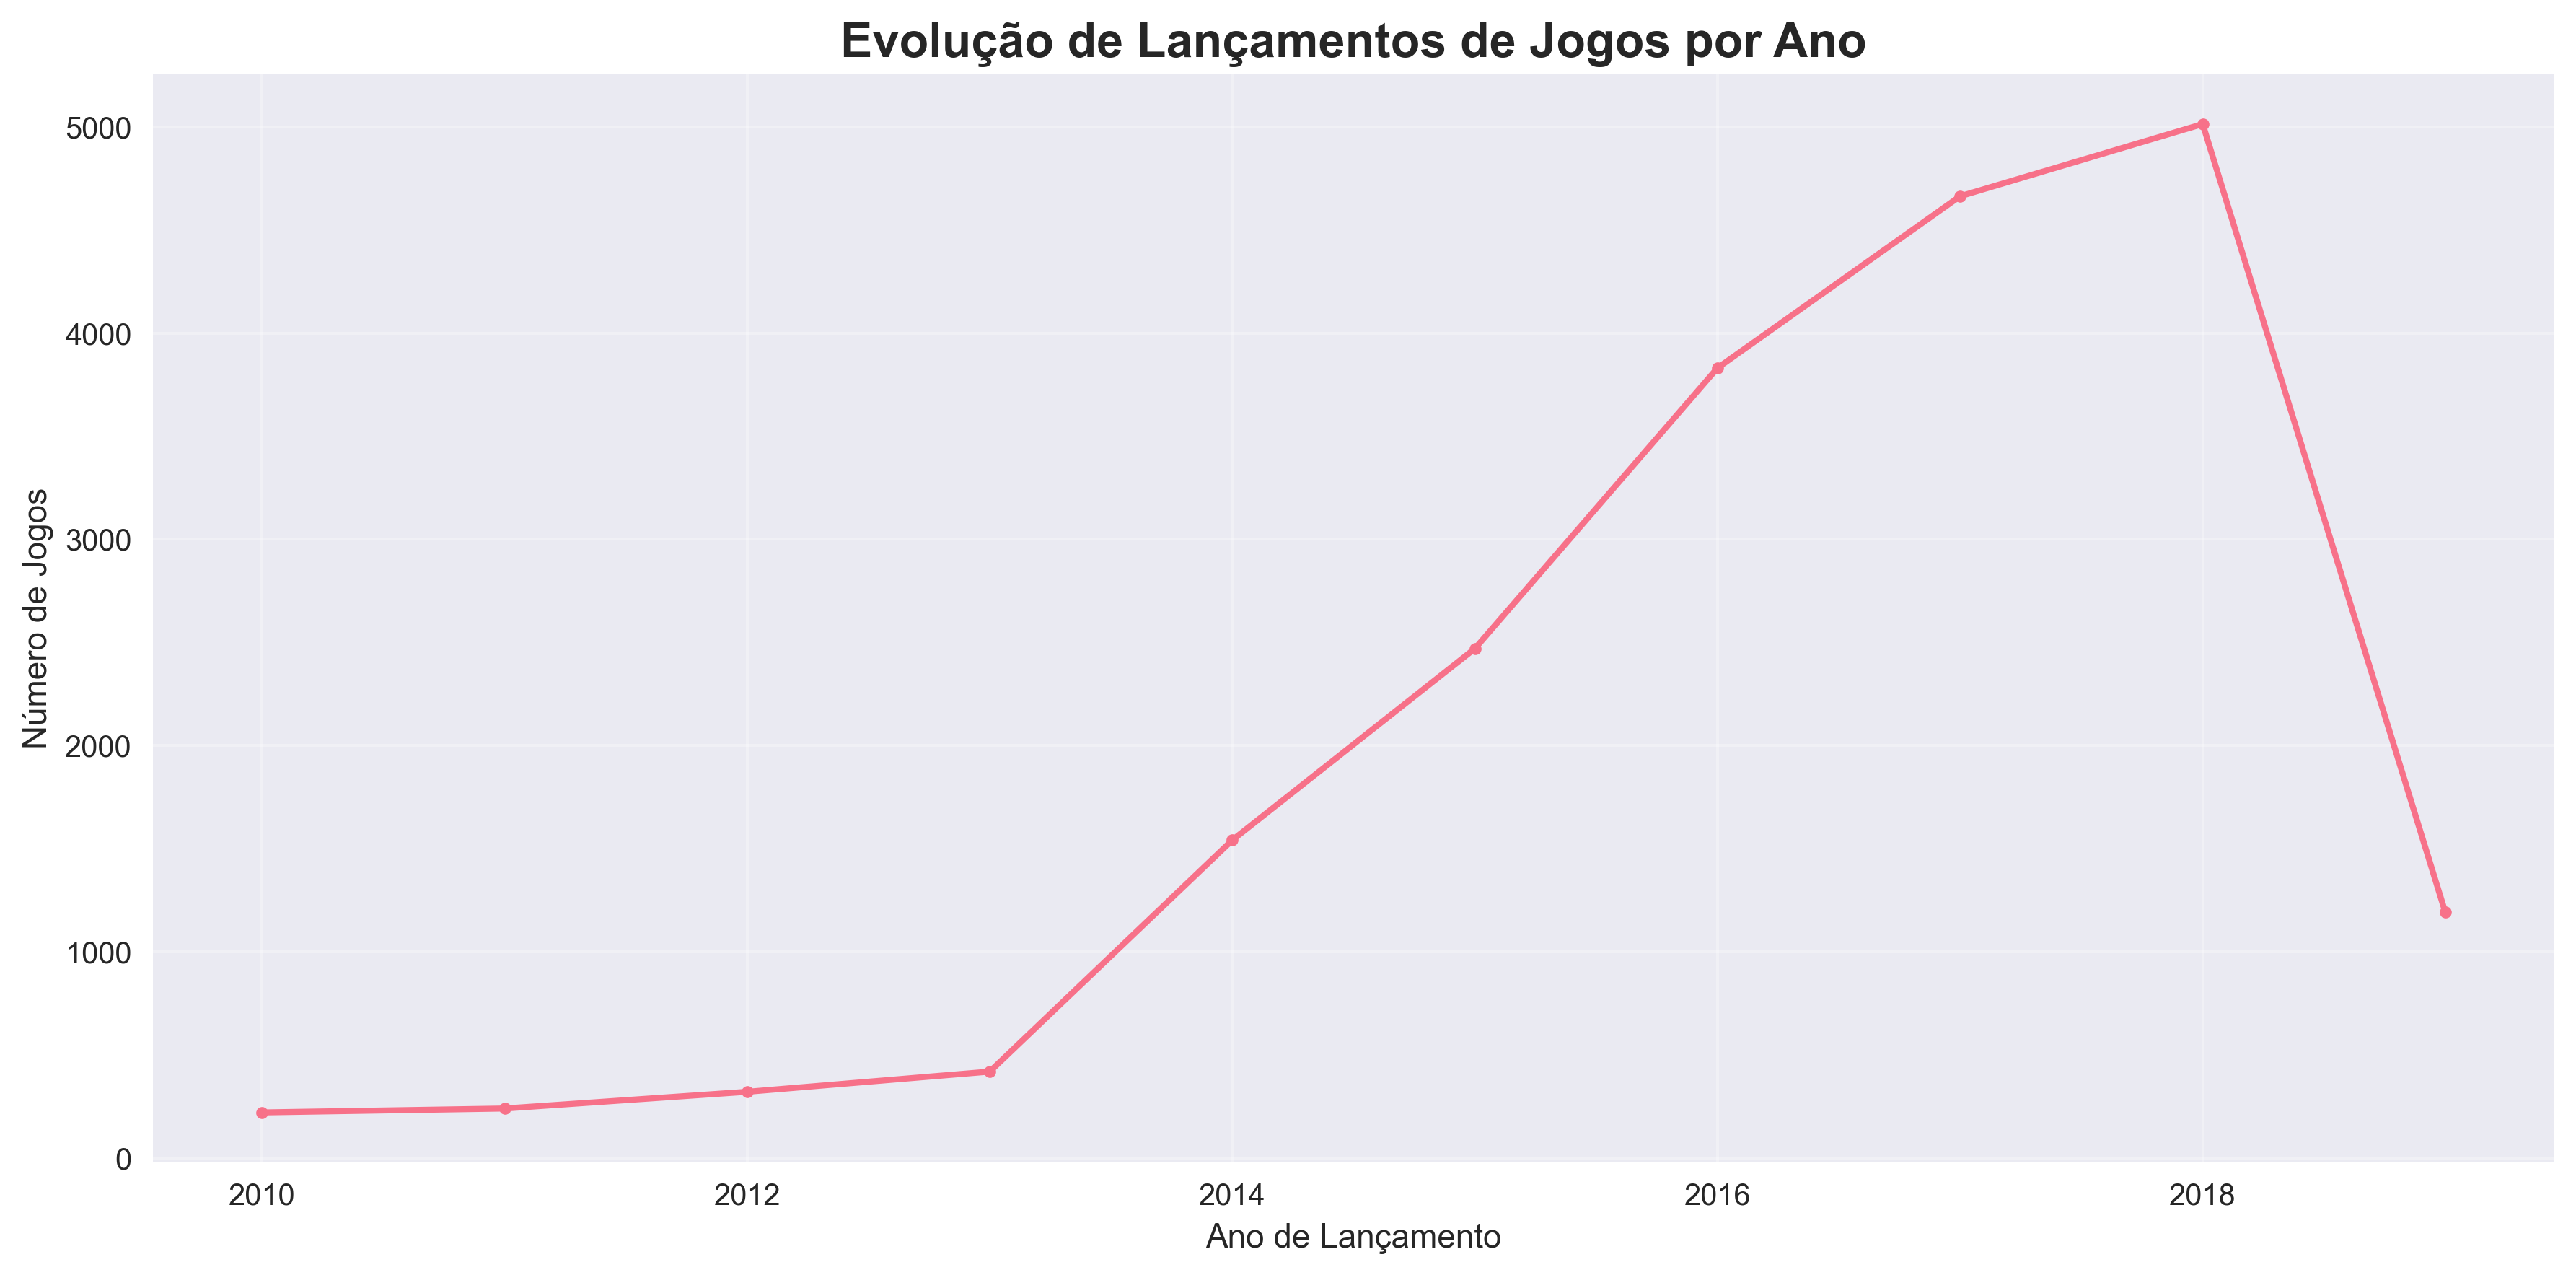 Evolução de Lançamentos de Jogos por Ano
Número de Jogos
5000
4000
3000
2000
1000
0
2010 2012 2014 2016 2018
Ano de Lançamento